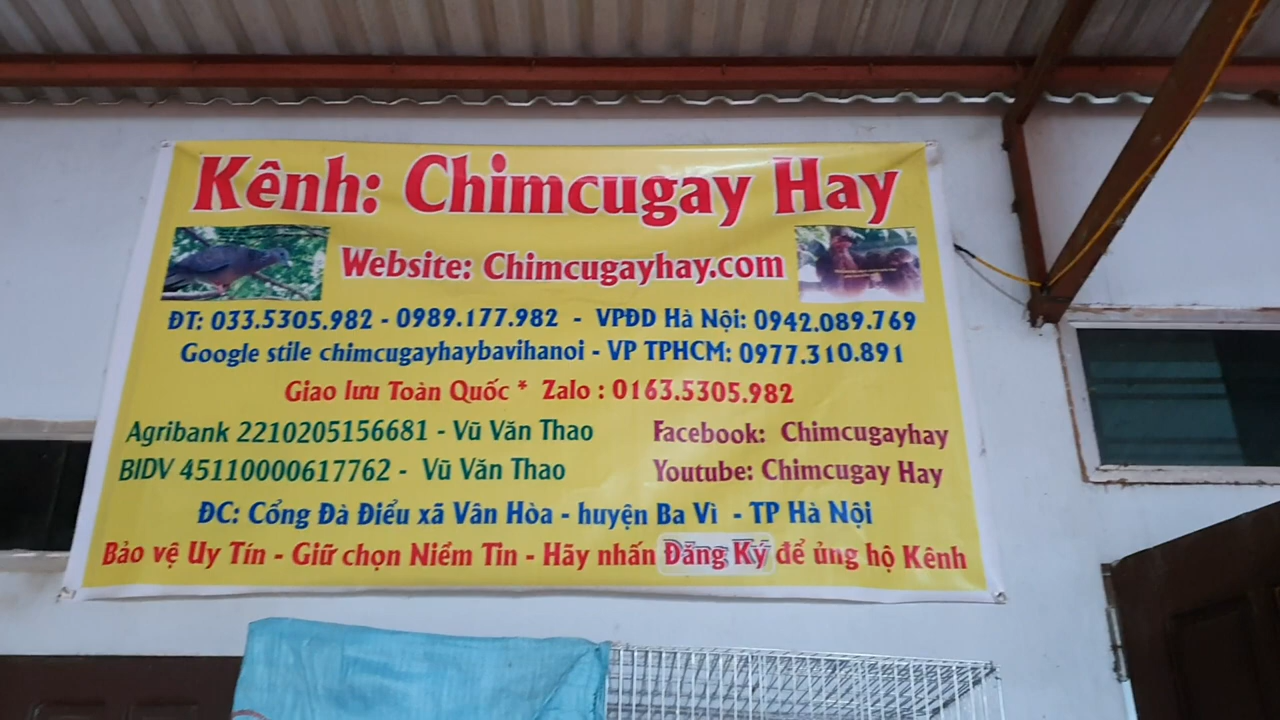 Kênh: Chimcugay Hay
Website: Chimcugayhay.com
ĐT: 033.5305.982 - 0989.177.982 - VPĐD Hà Nội: 0942.089.769
Google stile chimcugayhaybavihanoi - VP TPHCM: 0977.310.891
Giao lưu Toàn Quốc * Zalo : 0163.5305.982
Agribank 2210205156681 - Vũ Văn Thao
Facebook: Chimcugayhay
BIDV 45110000617762 - Vũ Văn Thao
Youtube: Chimcugay Hay
ĐC: Cổng Đà Điểu xã Vân Hòa - huyện Ba Vì - TP Hà Nội
Bảo vệ Uy Tín - Giữ chọn Niềm Tin - Hãy nhấn Đăng Ký để ủng hộ Kênh